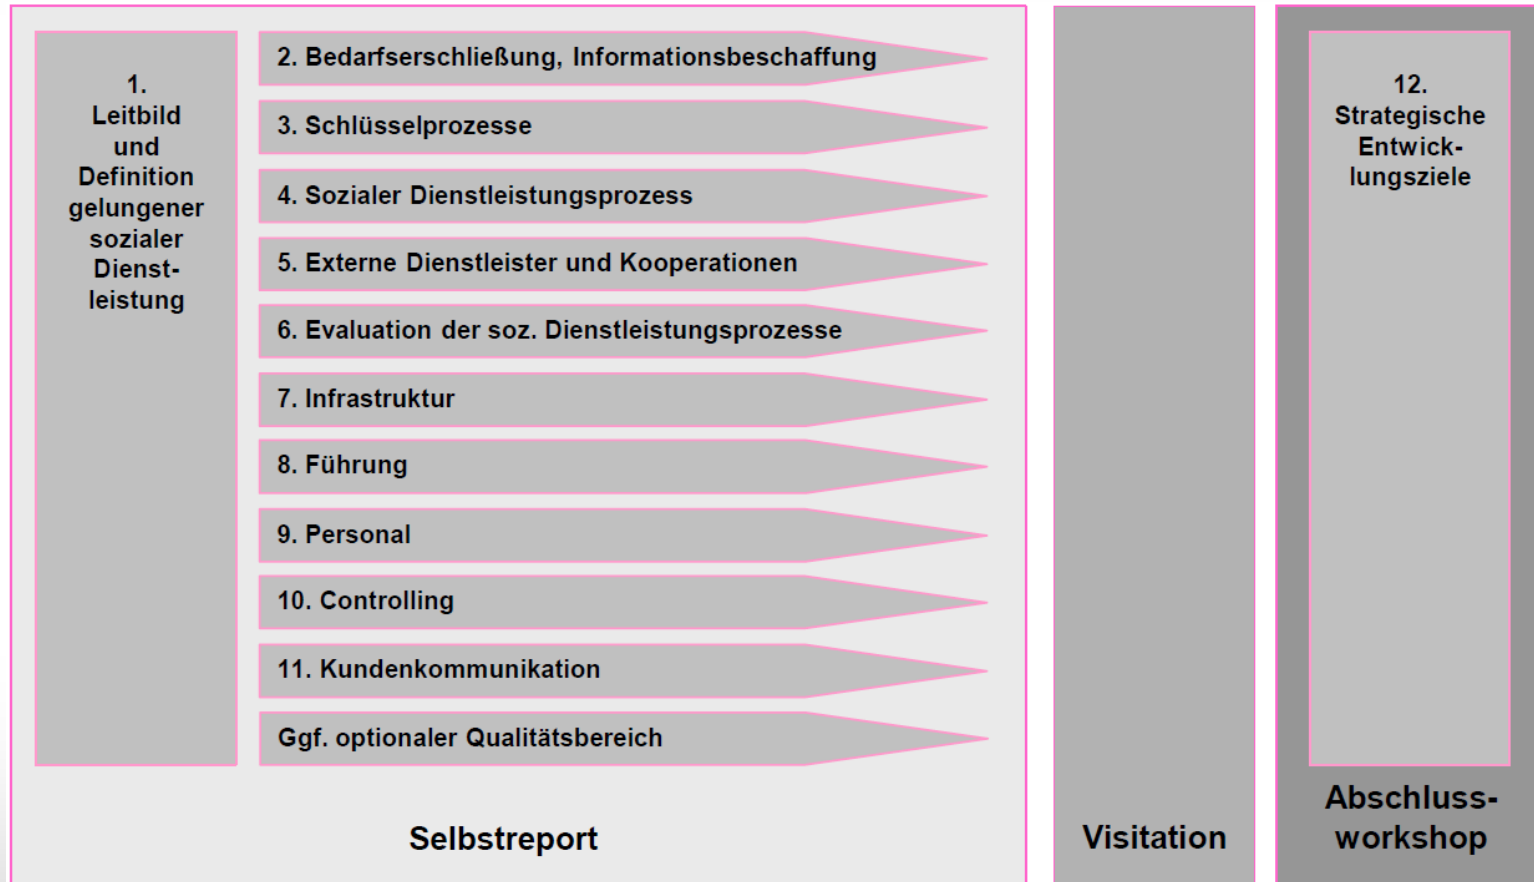 1.
Leitbild
und
Definition
gelungener
sozialer
Dienst-
leistung
2. Bedarfserschließung, Informationsbeschaffung
3. Schlüsselprozesse
4. Sozialer Dienstleistungsprozess
5. Externe Dienstleister und Kooperationen
6. Evaluation der soz. Dienstleistungsprozesse
7. Infrastruktur
8. Führung
9. Personal
10. Controlling
11. Kundenkommunikation
Ggf. optionaler Qualitätsbereich
Selbstreport
Visitation
12.
Strategische
Entwick-
lungsziele
Abschluss-
workshop